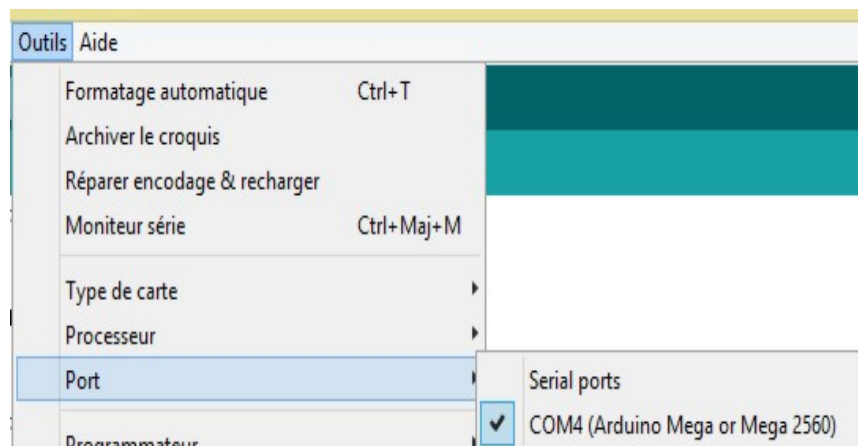 Outils Aide
Formatage automatique Ctrl+T
Archiver le croquis
Réparer encodage & recharger
Moniteur série Ctrl+Maj+M
Type de carte
Processeur
Port
Serial ports
COM4 (Arduino Mega or Mega 2560)
Programmateur